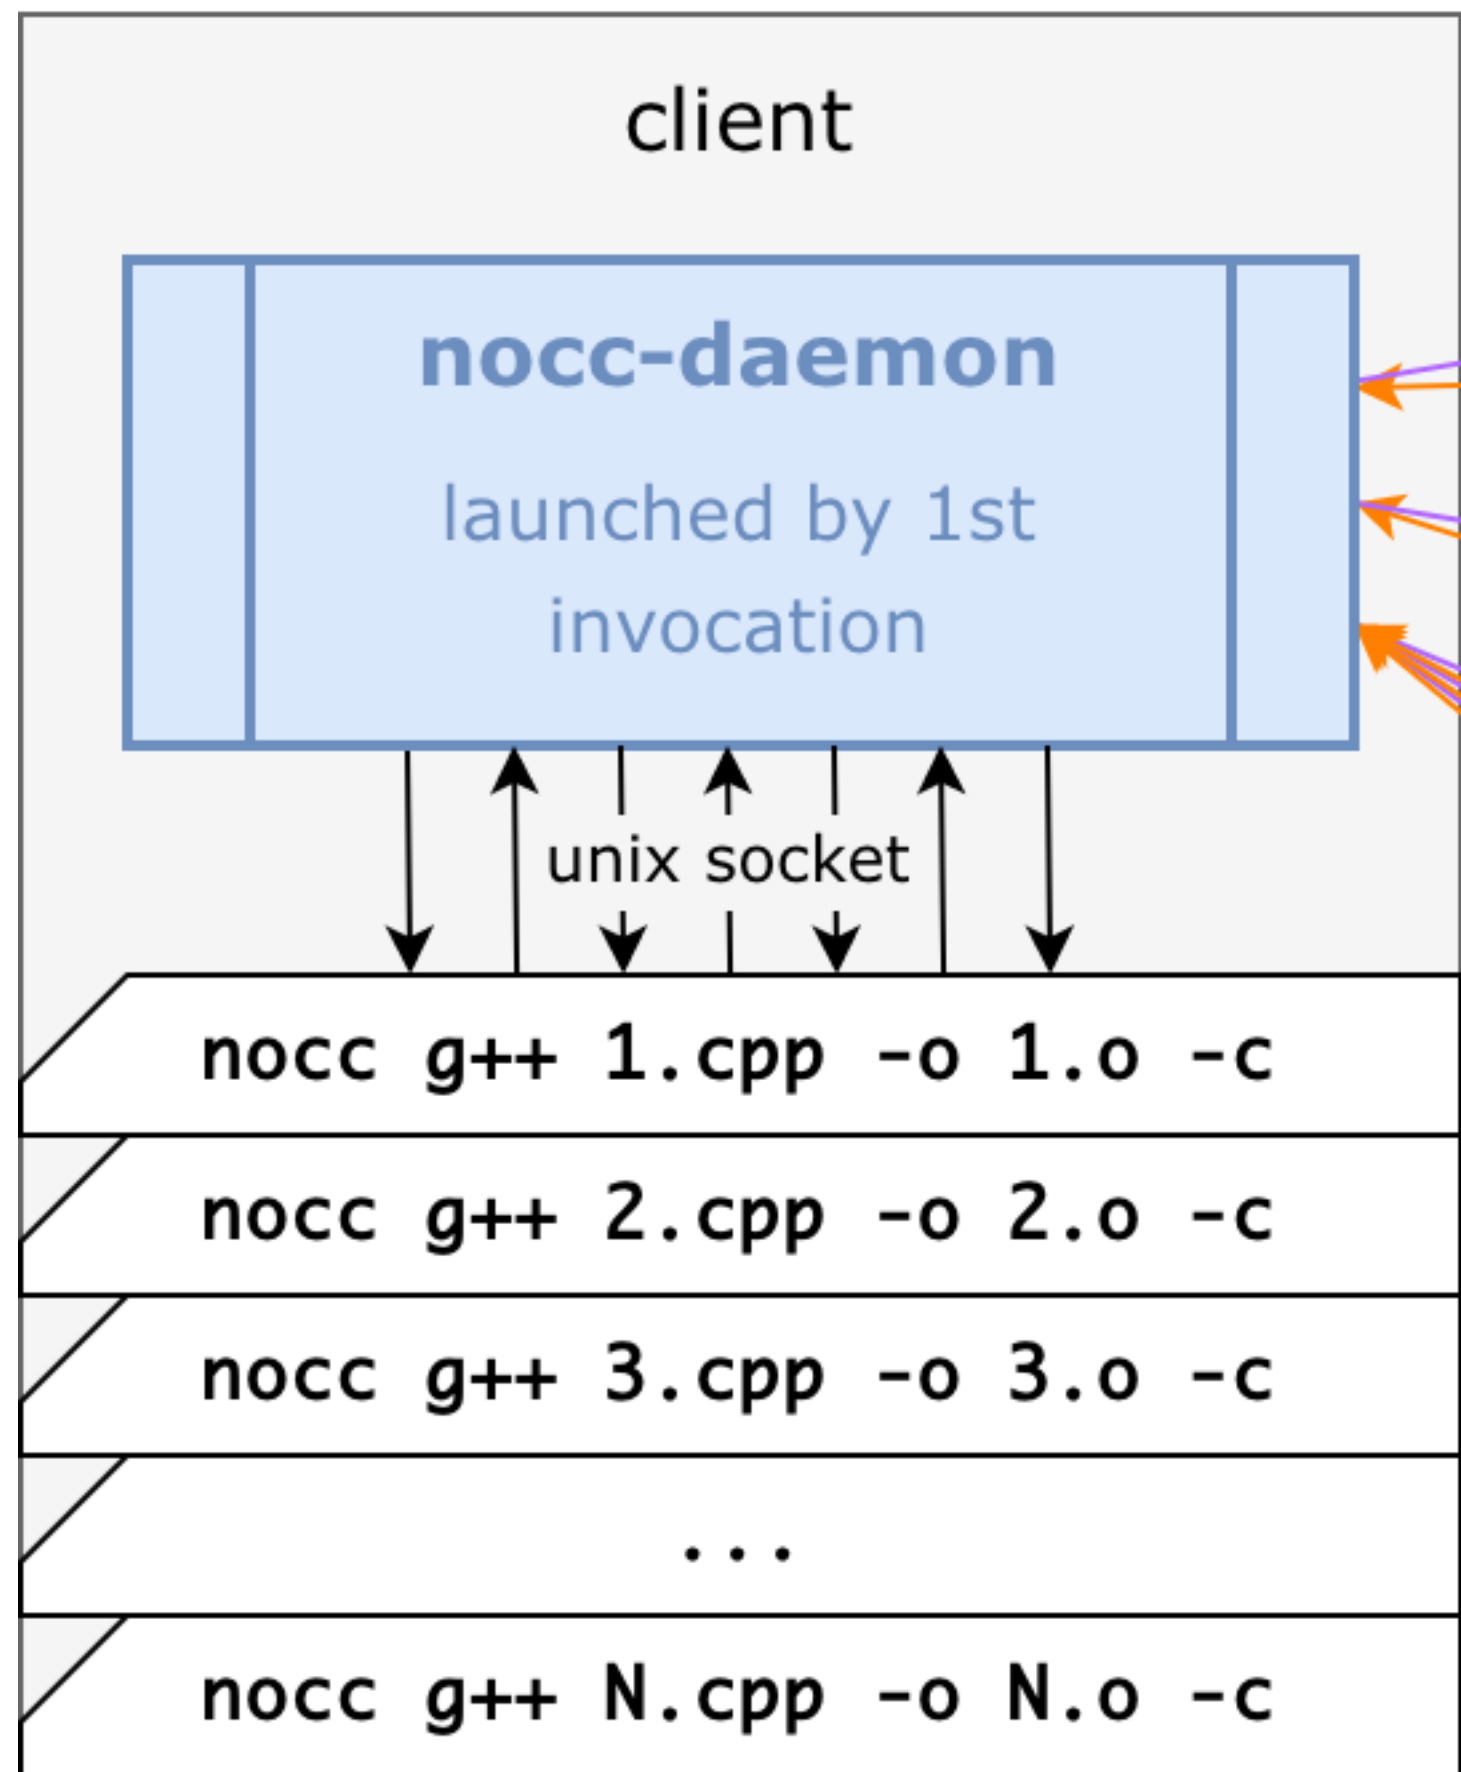 client
nocc-daemon
launched by 1st
invocation
unix socket
nocc g++ 1.cpp -o 1.o -c
nocc g++ 2.cpp -o 2.o -c
nocc g++ 3.cpp -o 3.o -c
...
nocc g++ N.cpp -o N.o -c